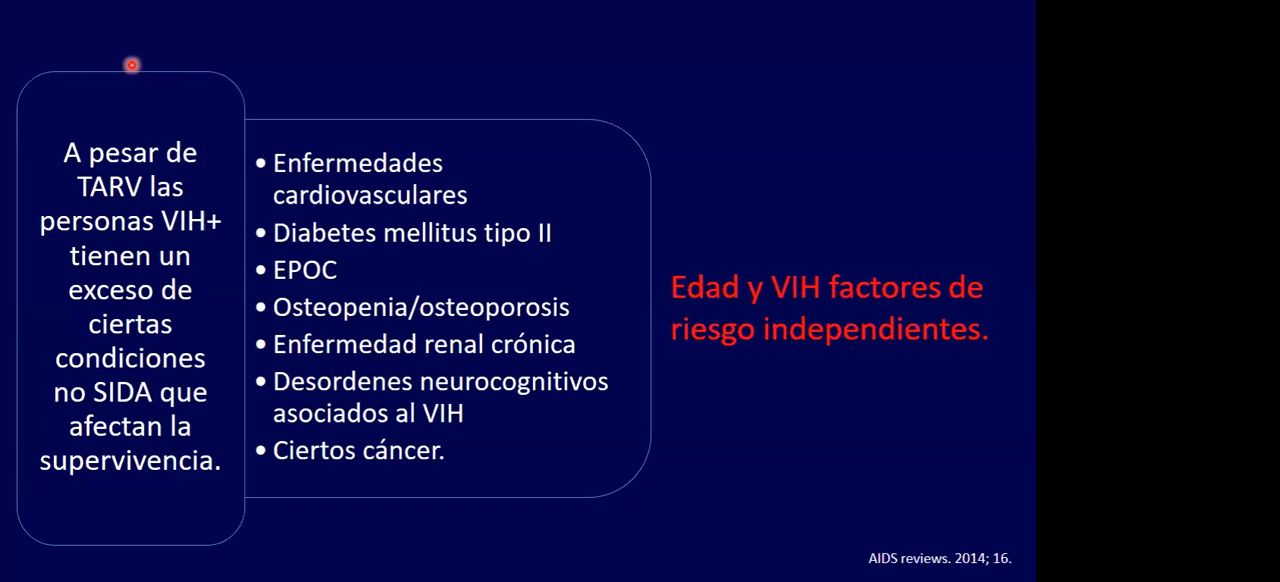 A pesar de
TARV las
personas VIH+
tienen un
exceso de
ciertas
condiciones
no SIDA que
afectan la
supervivencia.
• Enfermedades
cardiovasculares
• Diabetes mellitus tipo II
• EPOC
• Osteopenia/osteoporosis
• Enfermedad renal crónica
• Desordenes neurocognitivos
asociados al VIH
• Ciertos cáncer.
Edad y VIH factores de
riesgo independientes.
AIDS reviews. 2014; 16.